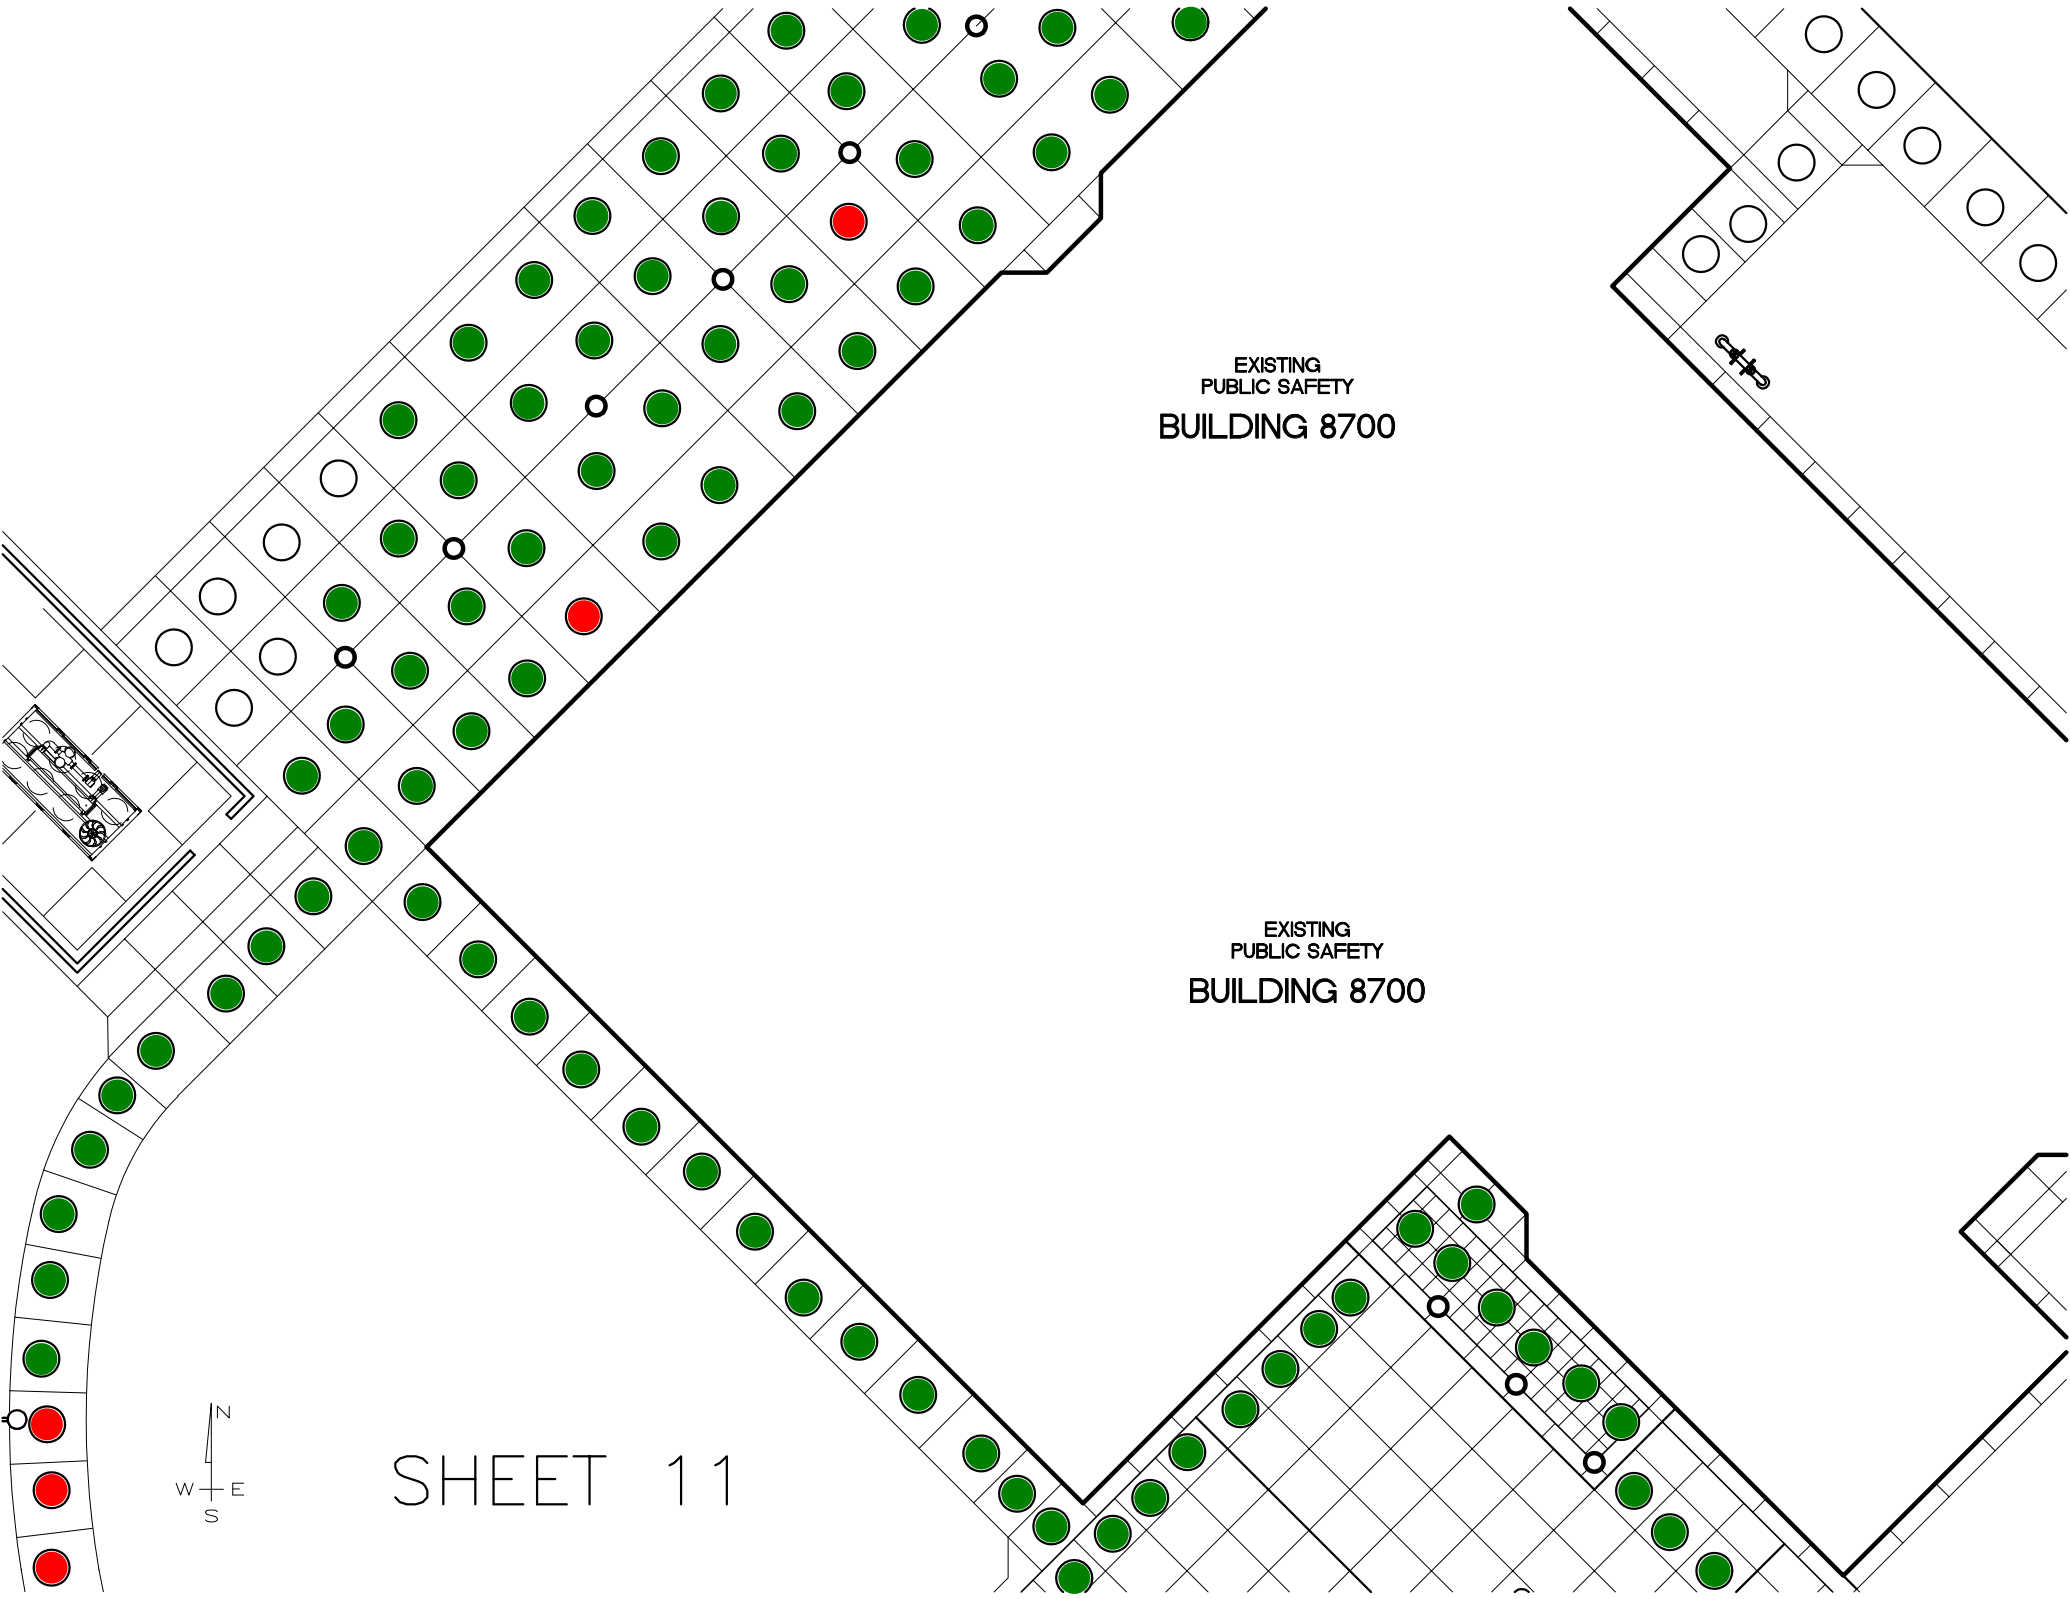 EXISTING
PUBLIC SAFETY
BUILDING 8700
EXISTING
PUBLIC SAFETY
BUILDING 8700
N
W E
S
SHEET 11